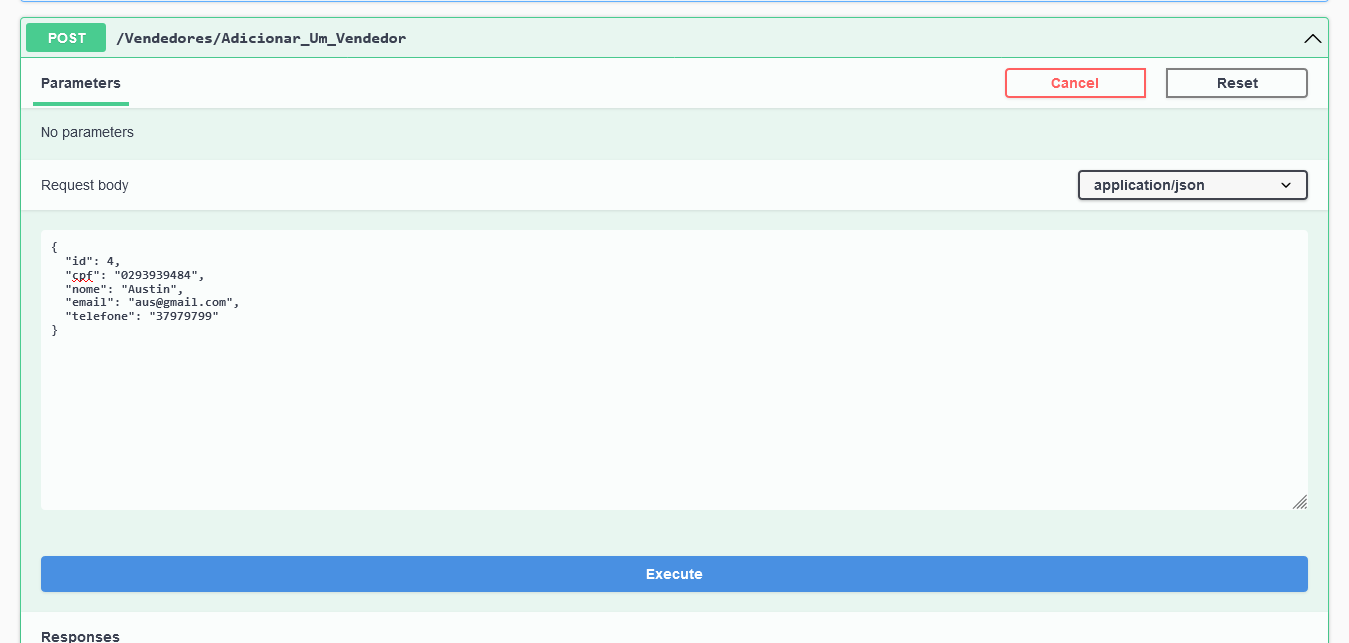 POST /Vendedores/Adicionar_Um_Vendedor
Parameters
Cancel
Reset
No parameters
Request body
application/json
{
  "id": 4,
  "cpf": "0293939484",
  "nome": "Austin",
  "email": "aus@gmail.com",
  "telefone": "37979799"
}
Execute
Responses